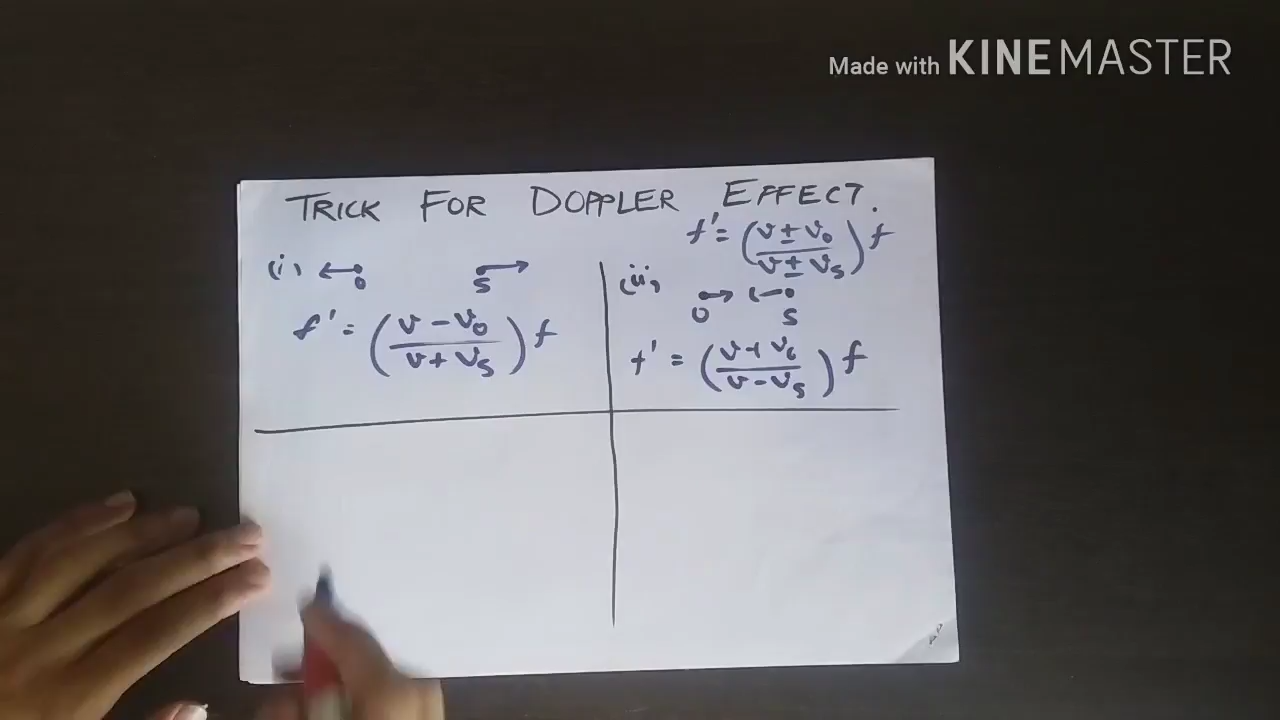 Made with KINEMASTER
TRICK FOR DOPPLER EFFECT.
f' = (v ± v₀ / v ± vₛ) f
(i) O S
f' = (v - v₀ / v + vₛ) f
(ii) O S
f' = (v + v₀ / v - vₛ) f